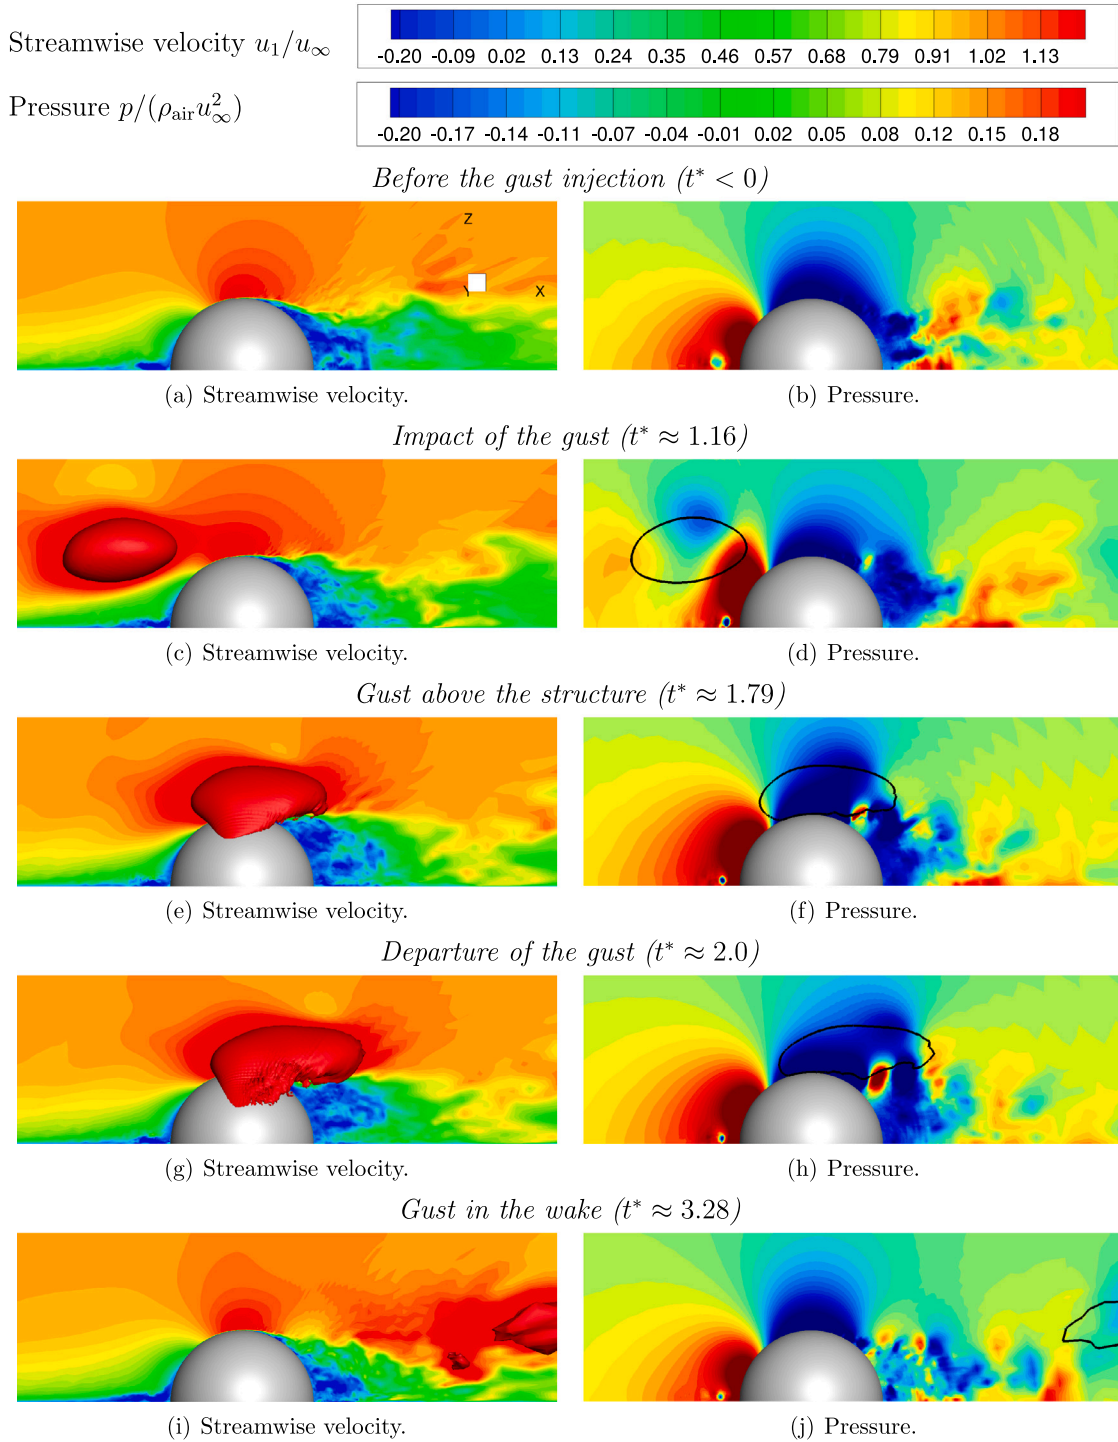 Streamwise velocity u₁/u∞
-0.20 -0.09 0.02 0.13 0.24 0.35 0.46 0.57 0.68 0.79 0.91 1.02 1.13
Pressure p/(ρ_air u²∞)
-0.20 -0.17 -0.14 -0.11 -0.07 -0.04 -0.01 0.02 0.05 0.08 0.12 0.15 0.18
Before the gust injection (t* < 0)
Z
Y X
(a) Streamwise velocity. (b) Pressure.
Impact of the gust (t* ≈ 1.16)
(c) Streamwise velocity. (d) Pressure.
Gust above the structure (t* ≈ 1.79)
(e) Streamwise velocity. (f) Pressure.
Departure of the gust (t* ≈ 2.0)
(g) Streamwise velocity. (h) Pressure.
Gust in the wake (t* ≈ 3.28)
(i) Streamwise velocity. (j) Pressure.